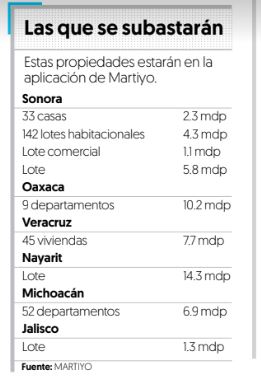 Las que se subastarán
Estas propiedades estarán en la
aplicación de Martiyo.
Sonora
33 casas 2.3 mdp
142 lotes habitacionales 4.3 mdp
Lote comercial 1.1 mdp
Lote 5.8 mdp
Oaxaca
9 departamentos 10.2 mdp
Veracruz
45 viviendas 7.7 mdp
Nayarit
Lote 14.3 mdp
Michoacán
52 departamentos 6.9 mdp
Jalisco
Lote 1.3 mdp
Fuente: MARTIYO